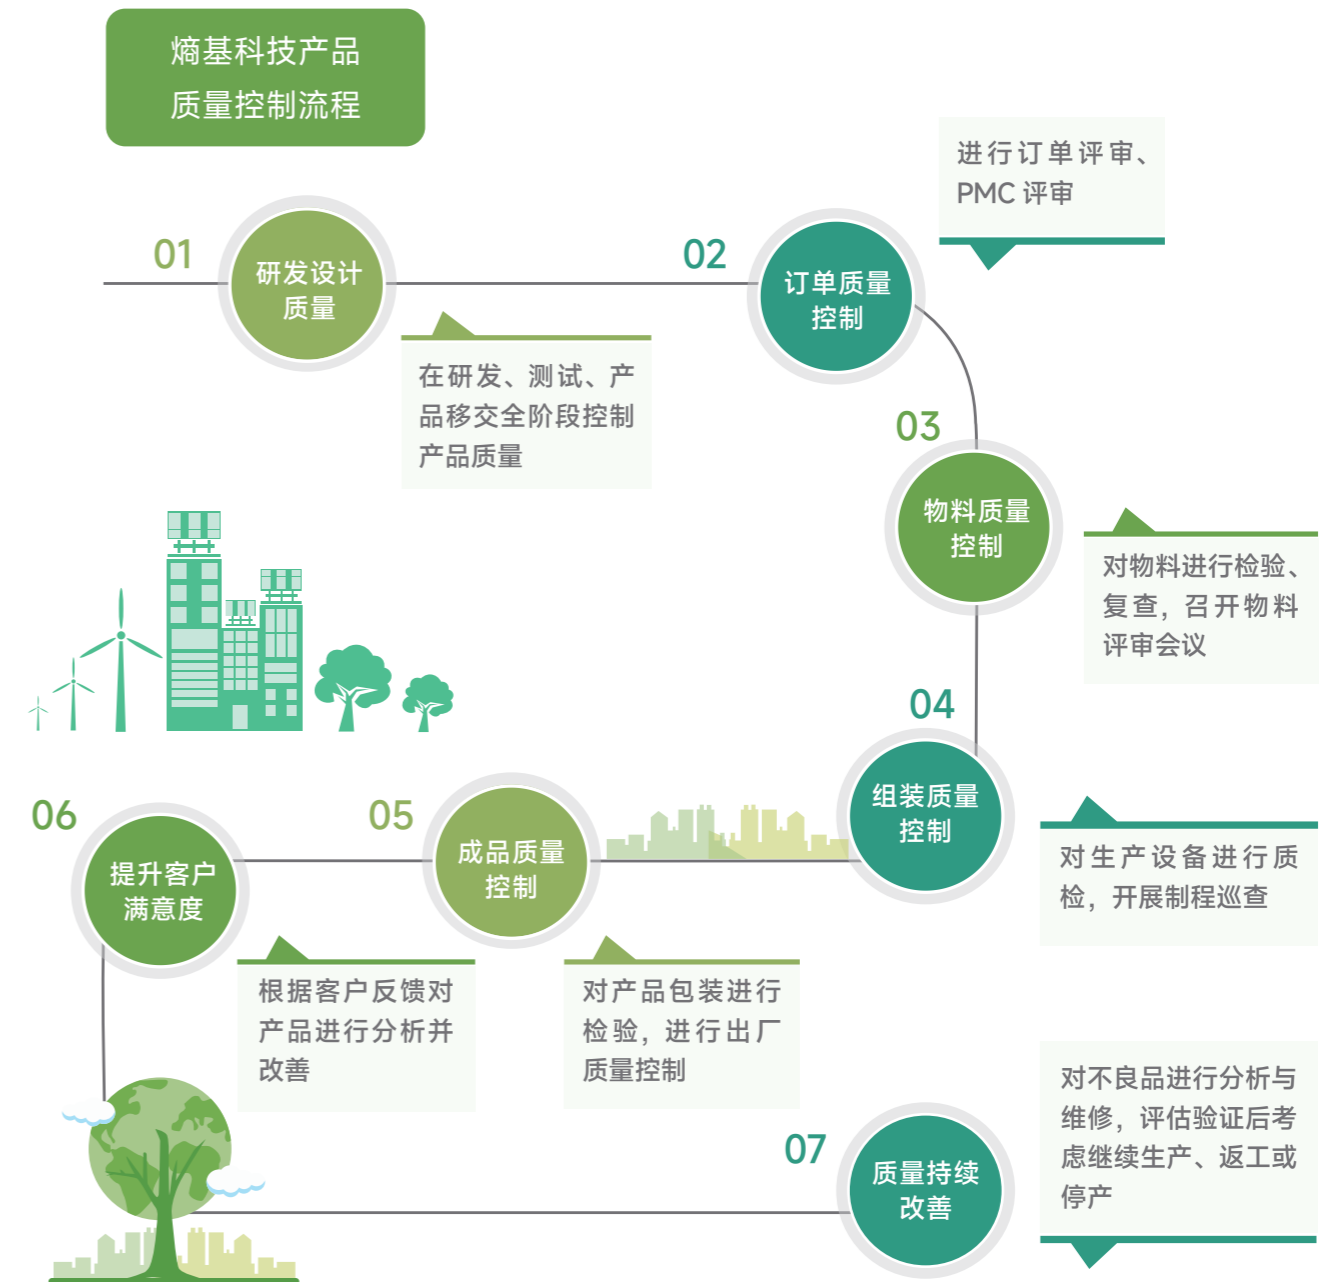 熵基科技产品
质量控制流程
01
研发设计
质量
在研发、测试、产
品移交全阶段控制
产品质量
02
订单质量
控制
进行订单评审、
PMC 评审
03
物料质量
控制
对物料进行检验、
复查，召开物料
评审会议
04
组装质量
控制
对生产设备进行质
检，开展制程巡查
05
成品质量
控制
对产品包装进行
检验，进行出厂
质量控制
06
提升客户
满意度
根据客户反馈对
产品进行分析并
改善
07
质量持续
改善
对不良品进行分析与
维修，评估验证后考
虑继续生产、返工或
停产